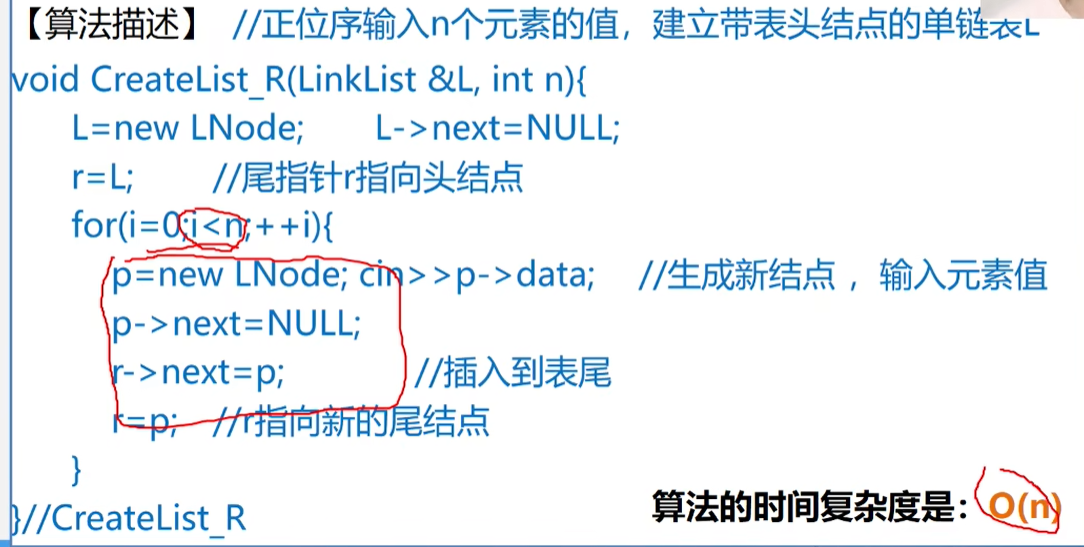 【算法描述】 //正位序输入n个元素的值，建立带表头结点的单链表L
void CreateList_R(LinkList &L, int n){
L=new LNode; L->next=NULL;
r=L; //尾指针r指向头结点
for(i=0;i<n;++i){
p=new LNode; cin>>p->data; //生成新结点 ，输入元素值
p->next=NULL;
r->next=p; //插入到表尾
r=p; //r指向新的尾结点
}
}//CreateList_R
算法的时间复杂度是：O(n)